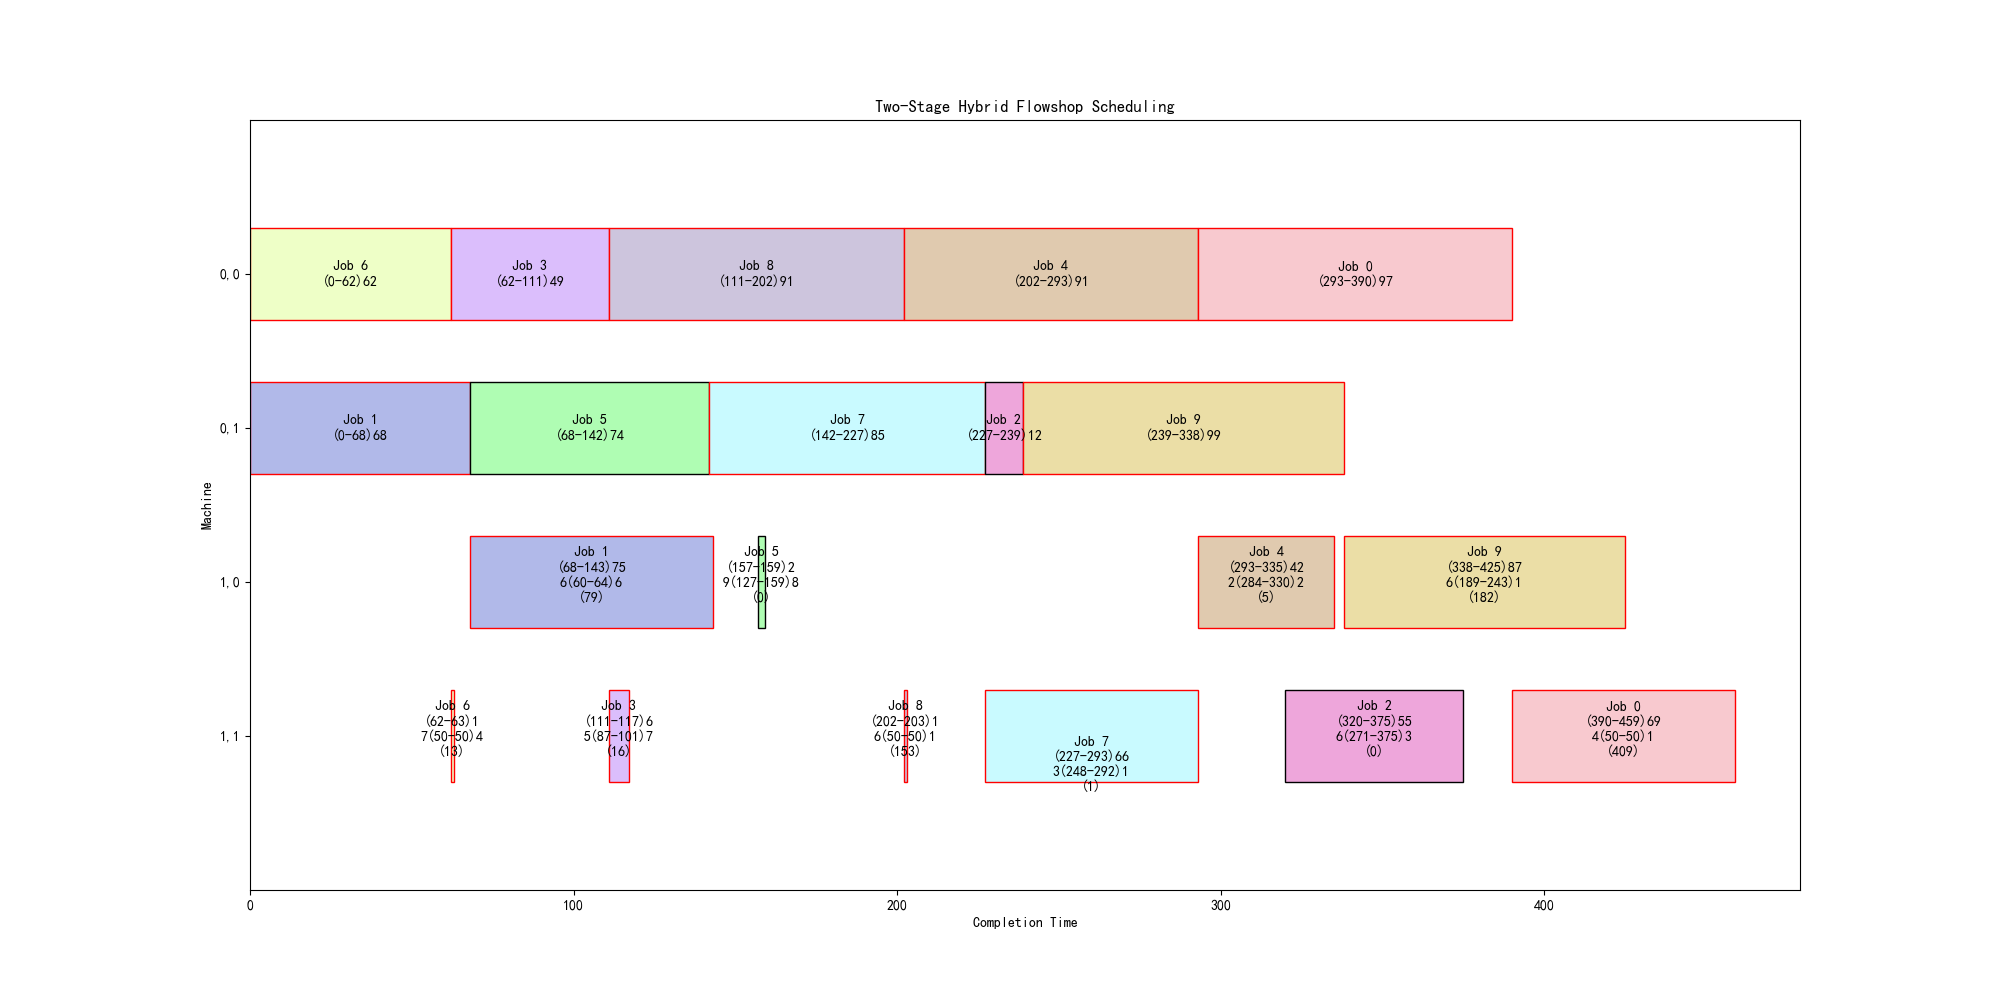 Two-Stage Hybrid Flowshop Scheduling
0,0
Job 6
(0-62)62
Job 3
(62-111)49
Job 8
(111-202)91
Job 4
(202-293)91
Job 0
(293-390)97
0,1
Job 1
(0-68)68
Job 5
(68-142)74
Job 7
(142-227)85
Job 2
(227-239)12
Job 9
(239-338)99
Machine
1,0
Job 1
(68-143)75
6(60-64)6
(79)
Job 5
(157-159)2
9(127-159)8
(0)
Job 4
(293-335)42
2(284-330)2
(5)
Job 9
(338-425)87
6(189-243)1
(182)
1,1
Job 6
(62-63)1
7(50-50)4
(13)
Job 3
(111-117)6
5(87-101)7
(16)
Job 8
(202-203)1
6(50-50)1
(153)
Job 7
(227-293)66
3(248-292)1
(1)
Job 2
(320-375)55
6(271-375)3
(0)
Job 0
(390-459)69
4(50-50)1
(409)
0
100
200
300
400
Completion Time